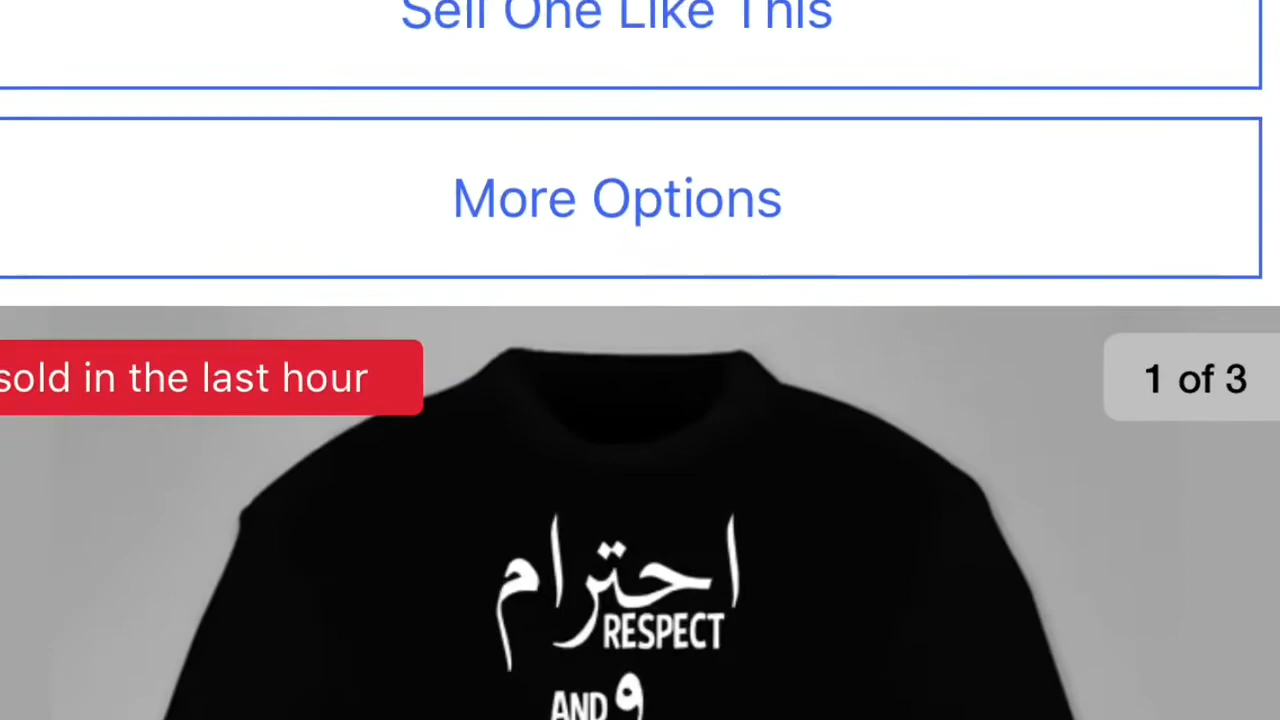 Sell One Like This
More Options
sold in the last hour
1 of 3
احترام
RESPECT
AND و